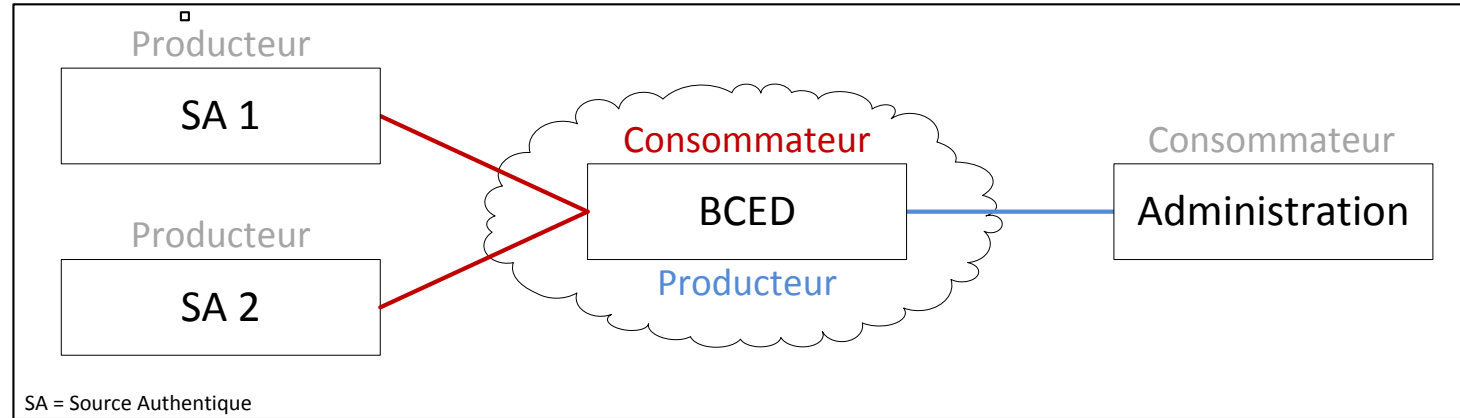 Producteur
SA 1
Producteur
SA 2
Consommateur
BCED
Producteur
Consommateur
Administration
SA = Source Authentique